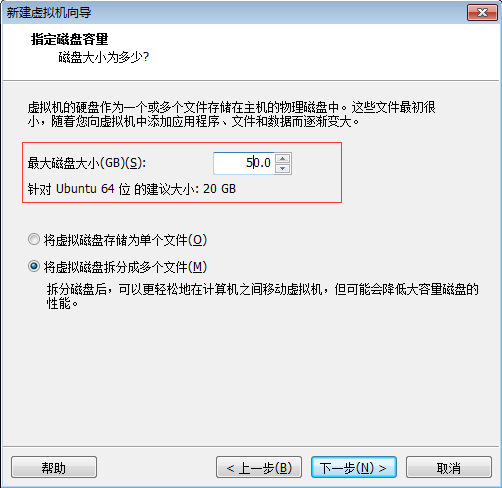 新建虚拟机向导
指定磁盘容量
磁盘大小为多少?
虚拟机的硬盘作为一个或多个文件存储在主机的物理磁盘中。这些文件最初很
小，随着您向虚拟机中添加应用程序、文件和数据而逐渐变大。
最大磁盘大小(GB)(S): 50.0
针对 Ubuntu 64 位 的建议大小: 20 GB
将虚拟磁盘存储为单个文件(O)
将虚拟磁盘拆分成多个文件(M)
拆分磁盘后，可以更轻松地在计算机之间移动虚拟机，但可能会降低大容量磁盘的
性能。
帮助 < 上一步(B) 下一步(N) > 取消